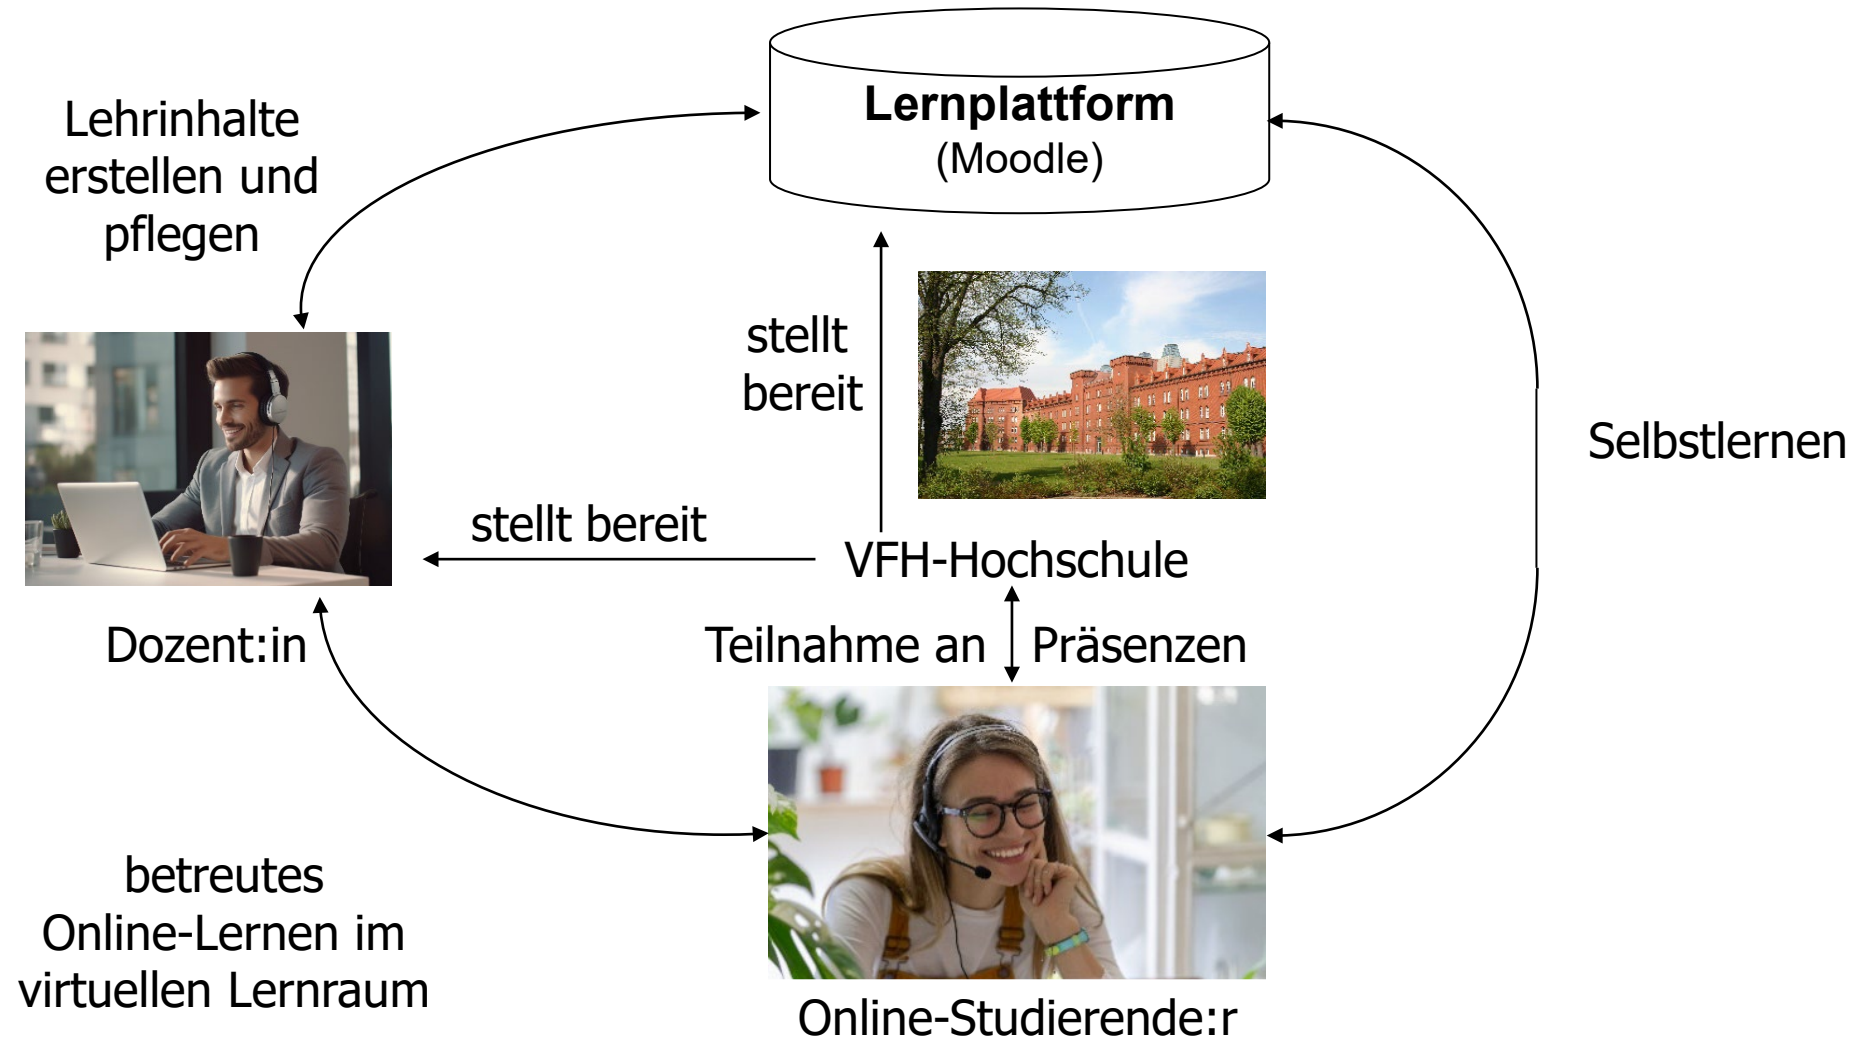 Lernplattform
(Moodle)
Lehrinhalte
erstellen und
pflegen
stellt
bereit
Selbstlernen
stellt bereit
VFH-Hochschule
Dozent:in
Teilnahme an Präsenzen
betreutes
Online-Lernen im
virtuellen Lernraum
Online-Studierende:r